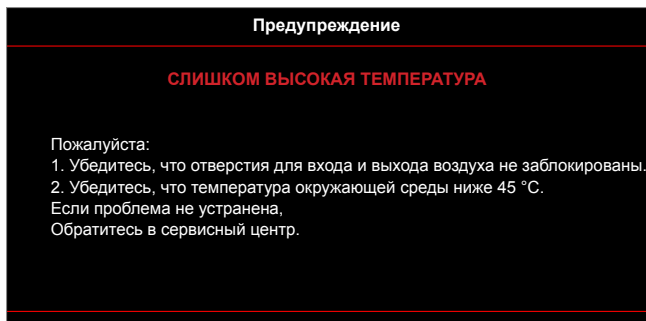 Предупреждение
СЛИШКОМ ВЫСОКАЯ ТЕМПЕРАТУРА
Пожалуйста:
1. Убедитесь, что отверстия для входа и выхода воздуха не заблокированы.
2. Убедитесь, что температура окружающей среды ниже 45 °C.
Если проблема не устранена,
Обратитесь в сервисный центр.